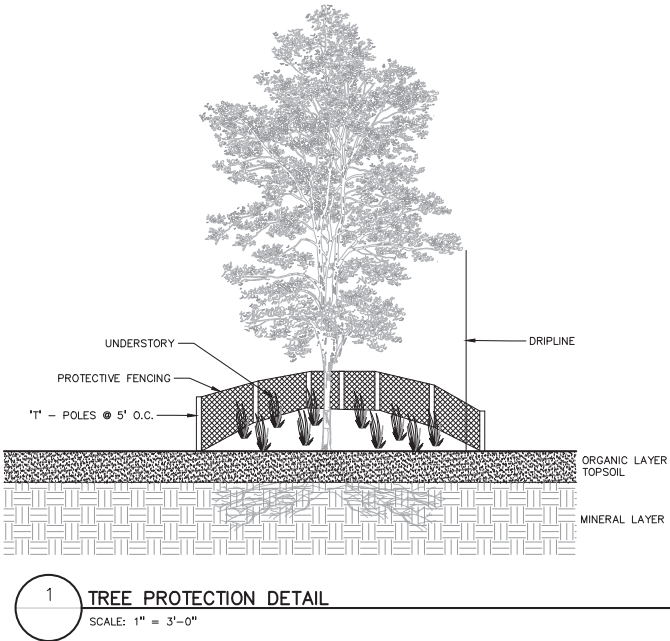 UNDERSTORY
DRIPLINE
PROTECTIVE FENCING
'T' - POLES @ 5' O.C.
ORGANIC LAYER
TOPSOIL
MINERAL LAYER
1
TREE PROTECTION DETAIL
SCALE: 1" = 3'-0"